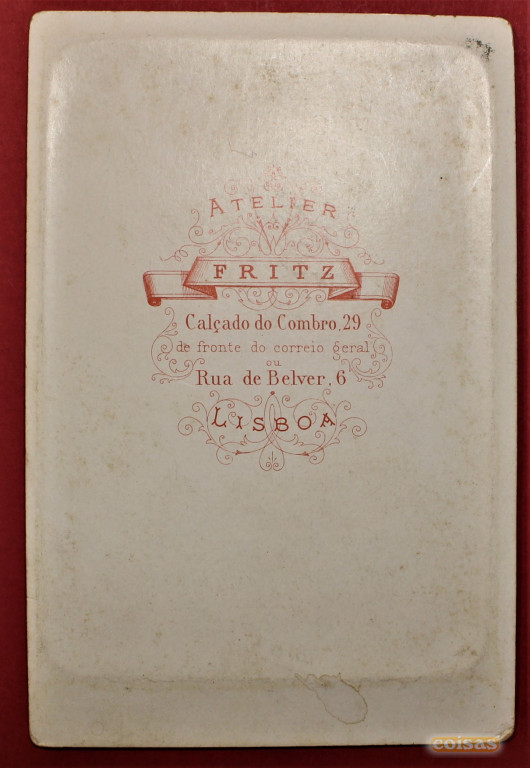 ATELIER
FRITZ
Calçado do Combro, 29
de fronte do correio geral
ou
Rua de Belver, 6
LISBOA
coisas